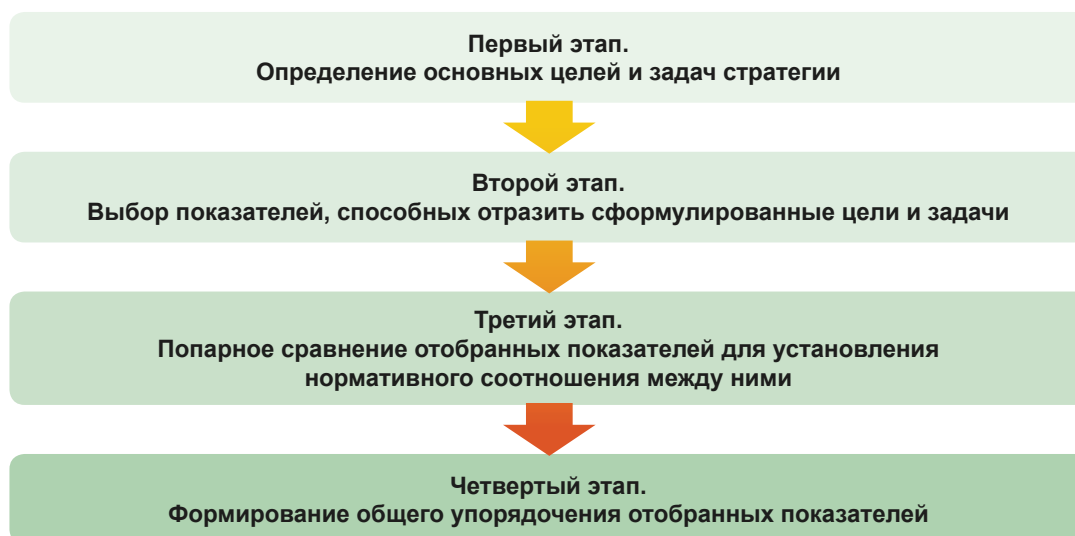 Первый этап.
Определение основных целей и задач стратегии
Второй этап.
Выбор показателей, способных отразить сформулированные цели и задачи
Третий этап.
Попарное сравнение отобранных показателей для установления
нормативного соотношения между ними
Четвертый этап.
Формирование общего упорядочения отобранных показателей